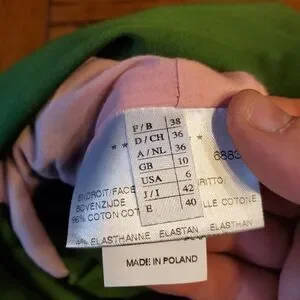 F/B 38
D/CH 36
A/NL 36
GB 10
USA 6
I/I 42
E 40
** **
6883
ENDROIT/FACE RITTO
BOVENZIJDE
96% COTON COT LLE COTONE
4% ELASTHANNE ELASTAN ELASTAN
MADE IN POLAND